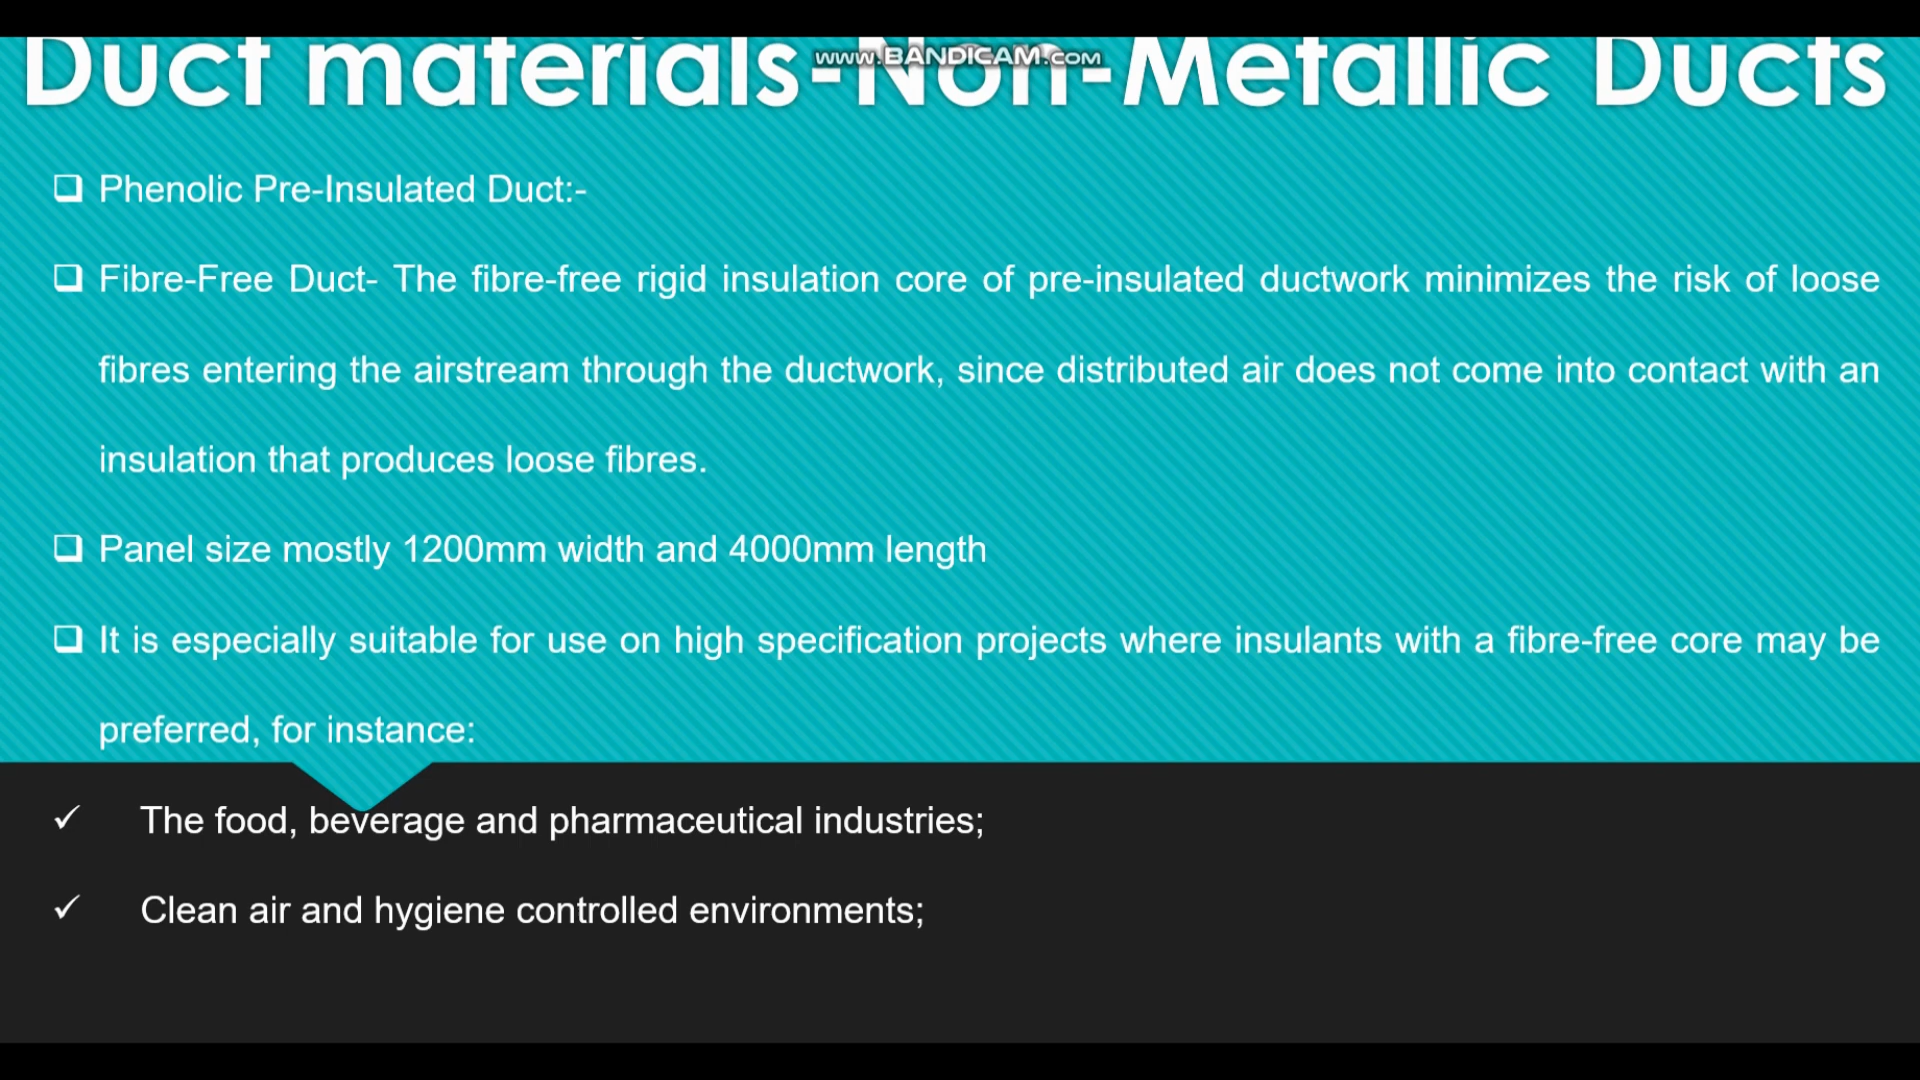 Duct materials-Non-Metallic Ducts
www.BANDICAM.com
❑ Phenolic Pre-Insulated Duct:-
❑ Fibre-Free Duct- The fibre-free rigid insulation core of pre-insulated ductwork minimizes the risk of loose
fibres entering the airstream through the ductwork, since distributed air does not come into contact with an
insulation that produces loose fibres.
❑ Panel size mostly 1200mm width and 4000mm length
❑ It is especially suitable for use on high specification projects where insulants with a fibre-free core may be
preferred, for instance:
✓ The food, beverage and pharmaceutical industries;
✓ Clean air and hygiene controlled environments;